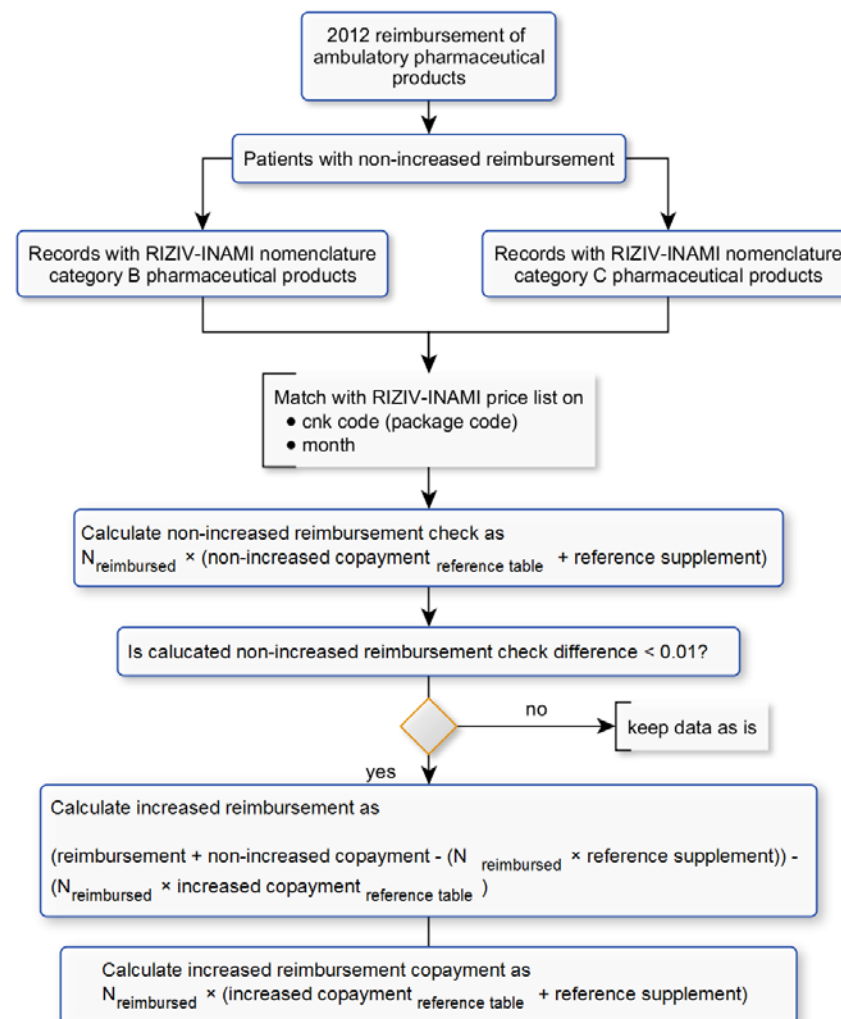 2012 reimbursement of
ambulatory pharmaceutical
products
Patients with non-increased reimbursement
Records with RIZIV-INAMI nomenclature
category B pharmaceutical products
Records with RIZIV-INAMI nomenclature
category C pharmaceutical products
Match with RIZIV-INAMI price list on
• cnk code (package code)
• month
Calculate non-increased reimbursement check as
N reimbursed × (non-increased copayment reference table + reference supplement)
Is calucated non-increased reimbursement check difference < 0.01?
no
keep data as is
yes
Calculate increased reimbursement as
(reimbursement + non-increased copayment - (N reimbursed × reference supplement)) -
(N reimbursed × increased copayment reference table )
Calculate increased reimbursement copayment as
N reimbursed × (increased copayment reference table + reference supplement)